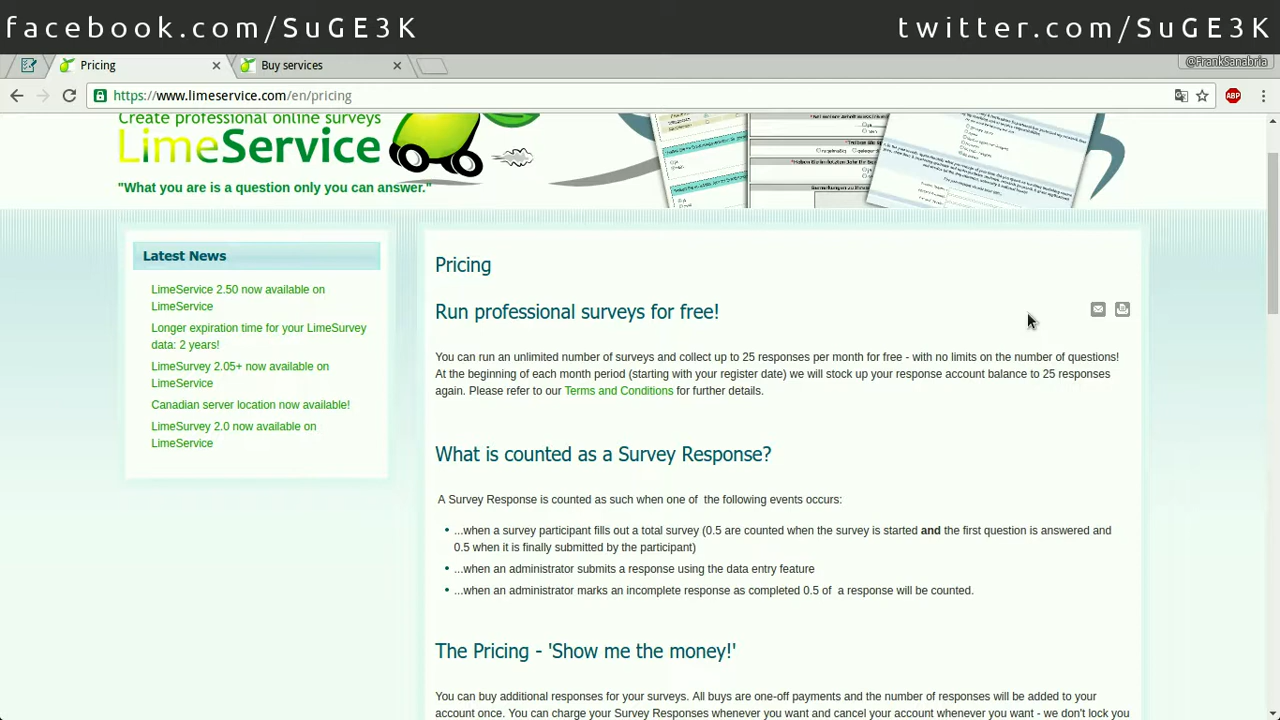 facebook.com/SuGE3K
twitter.com/SuGE3K
Pricing
Buy services
@FrankSanabria
https://www.limeservice.com/en/pricing
ABP
Create professional online surveys
LimeService
"What you are is a question only you can answer."
Latest News
LimeService 2.50 now available on
LimeService
Longer expiration time for your LimeSurvey
data: 2 years!
LimeSurvey 2.05+ now available on
LimeService
Canadian server location now available!
LimeSurvey 2.0 now available on
LimeService
Pricing
Run professional surveys for free!
You can run an unlimited number of surveys and collect up to 25 responses per month for free - with no limits on the number of questions!
At the beginning of each month period (starting with your register date) we will stock up your response account balance to 25 responses
again. Please refer to our Terms and Conditions for further details.
What is counted as a Survey Response?
A Survey Response is counted as such when one of the following events occurs:
...when a survey participant fills out a total survey (0.5 are counted when the survey is started and the first question is answered and
0.5 when it is finally submitted by the participant)
...when an administrator submits a response using the data entry feature
...when an administrator marks an incomplete response as completed 0.5 of a response will be counted.
The Pricing - 'Show me the money!'
You can buy additional responses for your surveys. All buys are one-off payments and the number of responses will be added to your
account once. You can charge your Survey Responses whenever you want and cancel your account whenever you want - we don't lock you